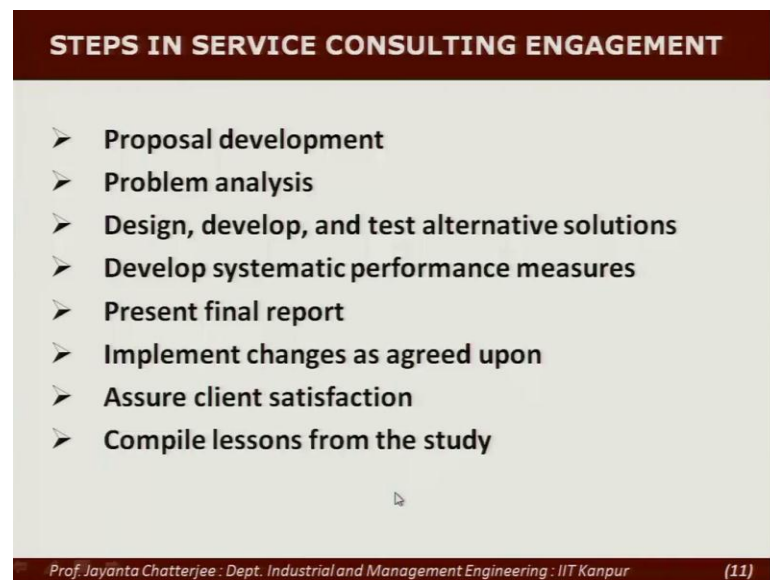 STEPS IN SERVICE CONSULTING ENGAGEMENT
➢ Proposal development
➢ Problem analysis
➢ Design, develop, and test alternative solutions
➢ Develop systematic performance measures
➢ Present final report
➢ Implement changes as agreed upon
➢ Assure client satisfaction
➢ Compile lessons from the study
Prof. Jayanta Chatterjee : Dept. Industrial and Management Engineering : IIT Kanpur (11)